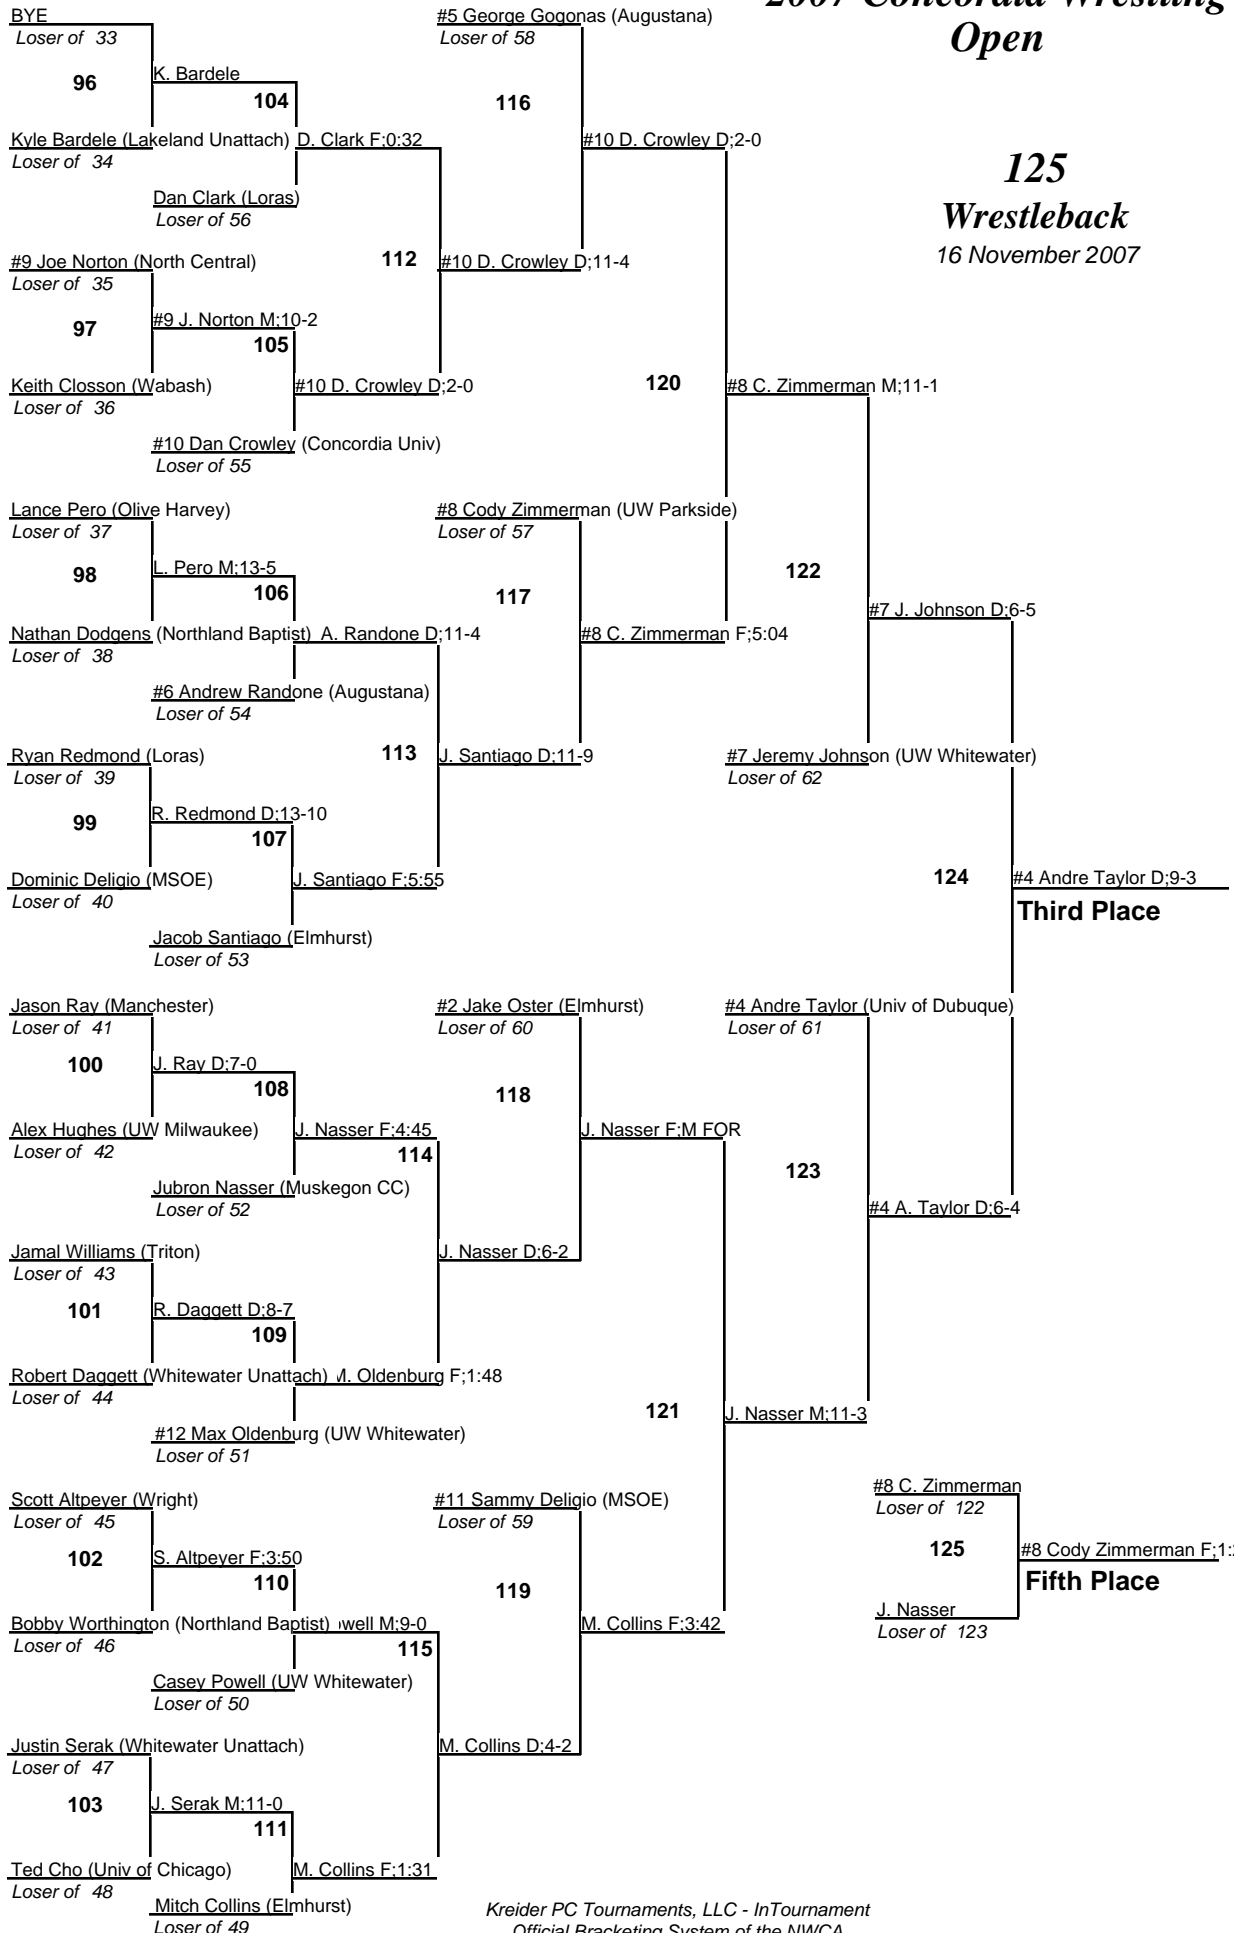 2007 Concordia Wrestling
Open
125
Wrestleback
16 November 2007
BYE
Loser of 33
96
K. Bardele
104
Kyle Bardele (Lakeland Unattach)
Loser of 34
D. Clark F;0:32
Dan Clark (Loras)
Loser of 56
#9 Joe Norton (North Central)
Loser of 35
112
97
#9 J. Norton M;10-2
105
Keith Closson (Wabash)
Loser of 36
#10 D. Crowley D;2-0
#10 Dan Crowley (Concordia Univ)
Loser of 55
#5 George Gogonas (Augustana)
Loser of 58
116
#10 D. Crowley D;2-0
#10 D. Crowley D;11-4
120
#8 C. Zimmerman M;11-1
Lance Pero (Olive Harvey)
Loser of 37
98
L. Pero M;13-5
106
Nathan Dodgens (Northland Baptist)
Loser of 38
A. Randone D;11-4
#6 Andrew Randone (Augustana)
Loser of 54
Ryan Redmond (Loras)
Loser of 39
113
99
R. Redmond D;13-10
107
Dominic Deligio (MSOE)
Loser of 40
J. Santiago F;5:55
Jacob Santiago (Elmhurst)
Loser of 53
#8 Cody Zimmerman (UW Parkside)
Loser of 57
117
#8 C. Zimmerman F;5:04
J. Santiago D;11-9
122
#7 J. Johnson D;6-5
#7 Jeremy Johnson (UW Whitewater)
Loser of 62
124
#4 Andre Taylor D;9-3
Third Place
Jason Ray (Manchester)
Loser of 41
100
J. Ray D;7-0
108
Alex Hughes (UW Milwaukee)
Loser of 42
J. Nasser F;4:45
114
Jubron Nasser (Muskegon CC)
Loser of 52
Jamal Williams (Triton)
Loser of 43
101
R. Daggett D;8-7
109
Robert Daggett (Whitewater Unattach)
Loser of 44
M. Oldenburg F;1:48
#12 Max Oldenburg (UW Whitewater)
Loser of 51
#2 Jake Oster (Elmhurst)
Loser of 60
118
J. Nasser F;M FOR
J. Nasser D;6-2
#4 Andre Taylor (Univ of Dubuque)
Loser of 61
123
#4 A. Taylor D;6-4
121
J. Nasser M;11-3
Scott Altpeyer (Wright)
Loser of 45
102
S. Altpeyer F;3:50
110
Bobby Worthington (Northland Baptist)
Loser of 46
well M;9-0
115
Casey Powell (UW Whitewater)
Loser of 50
Justin Serak (Whitewater Unattach)
Loser of 47
103
J. Serak M;11-0
111
Ted Cho (Univ of Chicago)
Loser of 48
M. Collins F;1:31
Mitch Collins (Elmhurst)
Loser of 49
#11 Sammy Deligio (MSOE)
Loser of 59
119
M. Collins F;3:42
M. Collins D;4-2
#8 C. Zimmerman
Loser of 122
125
#8 Cody Zimmerman F;1:
Fifth Place
J. Nasser
Loser of 123
Kreider PC Tournaments, LLC - InTournament
Official Bracketing System of the NWCA